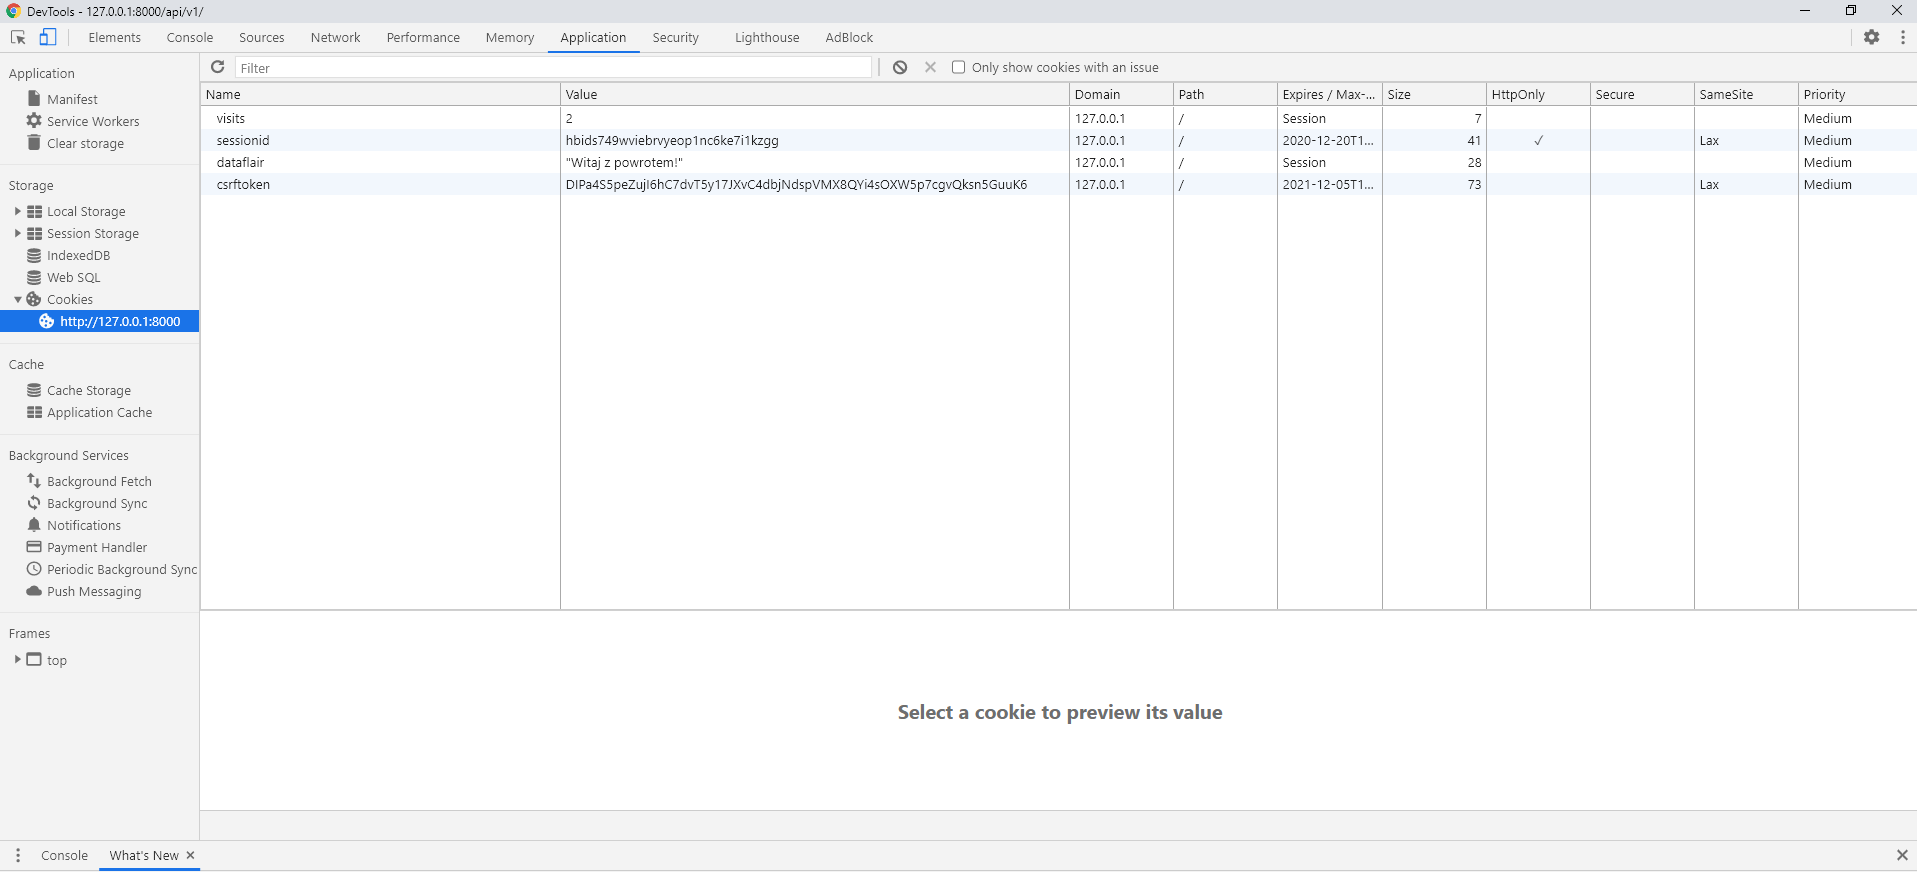 DevTools - 127.0.0.1:8000/api/v1/
Elements Console Sources Network Performance Memory Application Security Lighthouse AdBlock
Application
Manifest
Service Workers
Clear storage
Storage
Local Storage
Session Storage
IndexedDB
Web SQL
Cookies
http://127.0.0.1:8000
Cache
Cache Storage
Application Cache
Background Services
Background Fetch
Background Sync
Notifications
Payment Handler
Periodic Background Sync
Push Messaging
Frames
top
Filter Only show cookies with an issue
Name Value Domain Path Expires / Max-... Size HttpOnly Secure SameSite Priority
visits 2 127.0.0.1 / Session 7 Medium
sessionid hbids749wviebrvyeop1nc6ke7i1kzgg 127.0.0.1 / 2020-12-20T1... 41 ✓ Lax Medium
dataflair "Witaj z powrotem!" 127.0.0.1 / Session 28 Medium
csrftoken DIPa4S5peZujI6hC7dvT5y17JXvC4dbjNdspVMX8QYi4sOXW5p7cgvQksn5GuuK6 127.0.0.1 / 2021-12-05T1... 73 Lax Medium
Select a cookie to preview its value
Console What's New